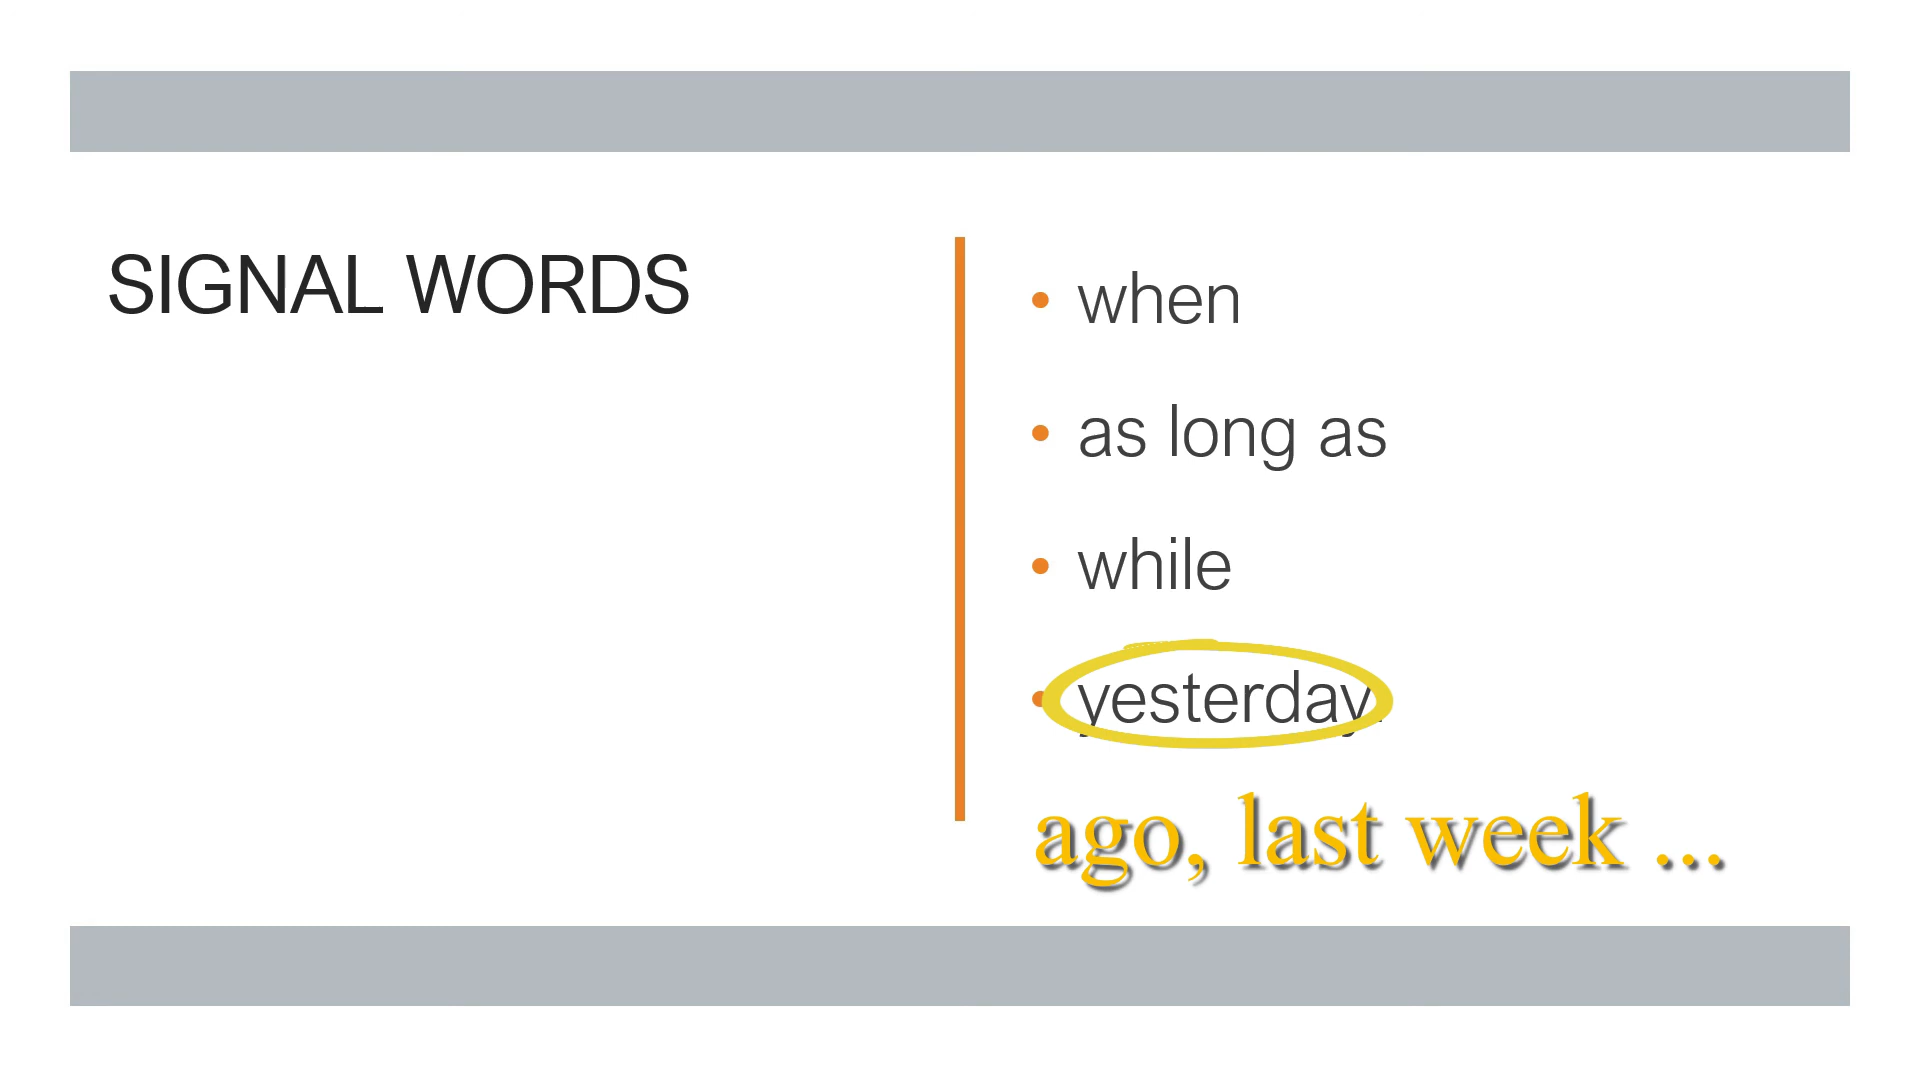 SIGNAL WORDS
• when
• as long as
• while
• yesterday
ago, last week ...